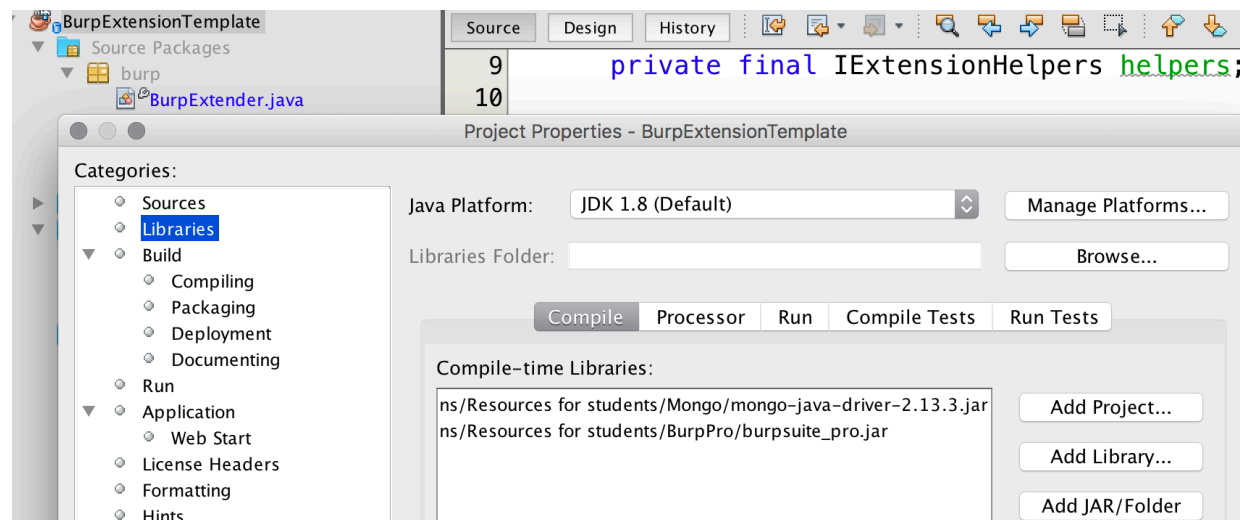 BurpExtensionTemplate
Source Packages
burp
BurpExtender.java
Source Design History
9 private final IExtensionHelpers helpers;
10
Project Properties - BurpExtensionTemplate
Categories:
Sources
Libraries
Build
Compiling
Packaging
Deployment
Documenting
Run
Application
Web Start
License Headers
Formatting
Hints
Java Platform: JDK 1.8 (Default) Manage Platforms...
Libraries Folder: Browse...
Compile Processor Run Compile Tests Run Tests
Compile-time Libraries:
ns/Resources for students/Mongo/mongo-java-driver-2.13.3.jar
ns/Resources for students/BurpPro/burpsuite_pro.jar
Add Project...
Add Library...
Add JAR/Folder